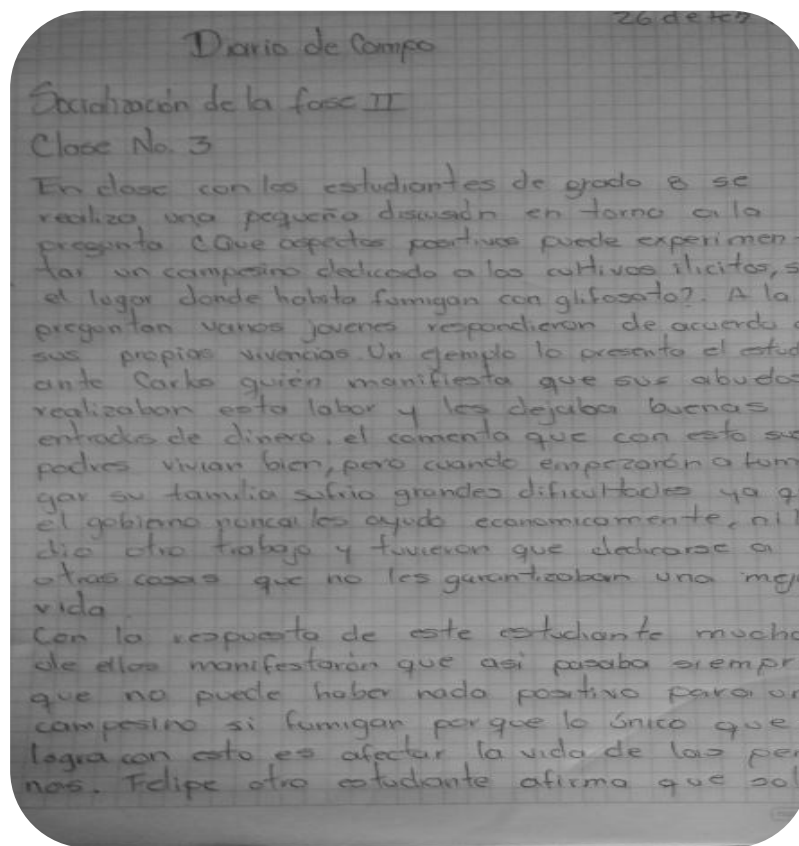 26 de
Diario de Campo
Socialización de la fase II
Clase No. 3
En clase con los estudiantes de grado 8 se
realizo una pequeño discusión en torno a la
pregunta ¿Que aspectos positivos puede experimen
tar un campesino dedicado a los cultivos ilicitos, s
el lugar donde habita fumigan con glifosato?. A la
pregunton varios jovenes respondieron de acuerdo a
sus propias vivencias. Un ejemplo lo presenta el estud
ante Carlos quién manifiesta que sus abuelos
realizaban esta labor y les dejaba buenas
entradas de dinero, el comenta que con esto sus
padres vivian bien, pero cuando empezarón a fum
gar su familia sufrio grandes dificultades ya q
el gobierno nunca les ayudo economicamente, ni l
dio otro trabajo y tuvieron que dedicarse a
otras cosas que no les garantizaban una mej
vida.
Con la respuesta de este estudiante mucho
de ellos manifestarón que asi pasaba siempr
que no puede haber nada positivo para un
campesino si fumigan porque lo único que
logra con esto es afectar la vida de las per
nas. Felipe otro estudiante afirma que sol